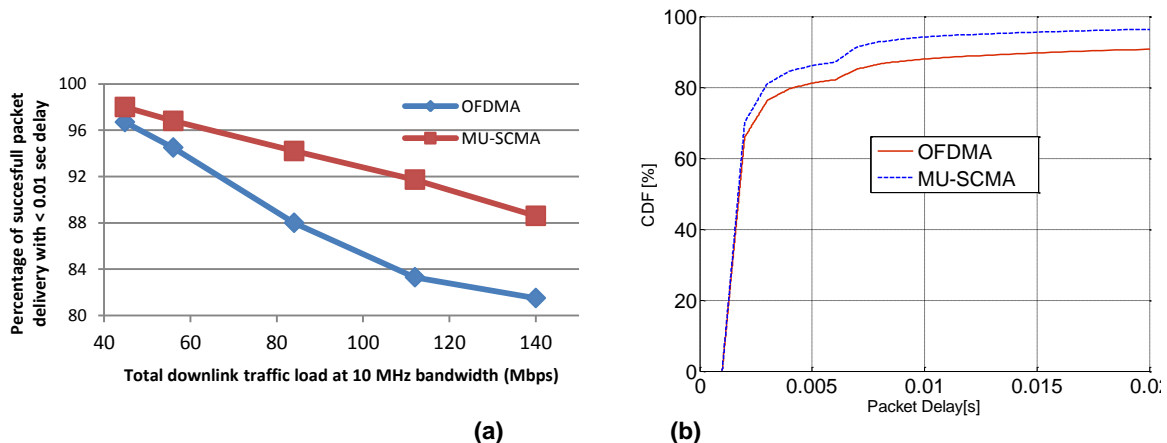 Percentage of succesfull packet
delivery with < 0.01 sec delay
100
96
92
88
84
80
40 60 80 100 120 140
OFDMA
MU-SCMA
Total downlink traffic load at 10 MHz bandwidth (Mbps)
(a)
CDF [%]
100
80
60
40
20
0
0 0.005 0.01 0.015 0.02
OFDMA
MU-SCMA
Packet Delay[s]
(b)